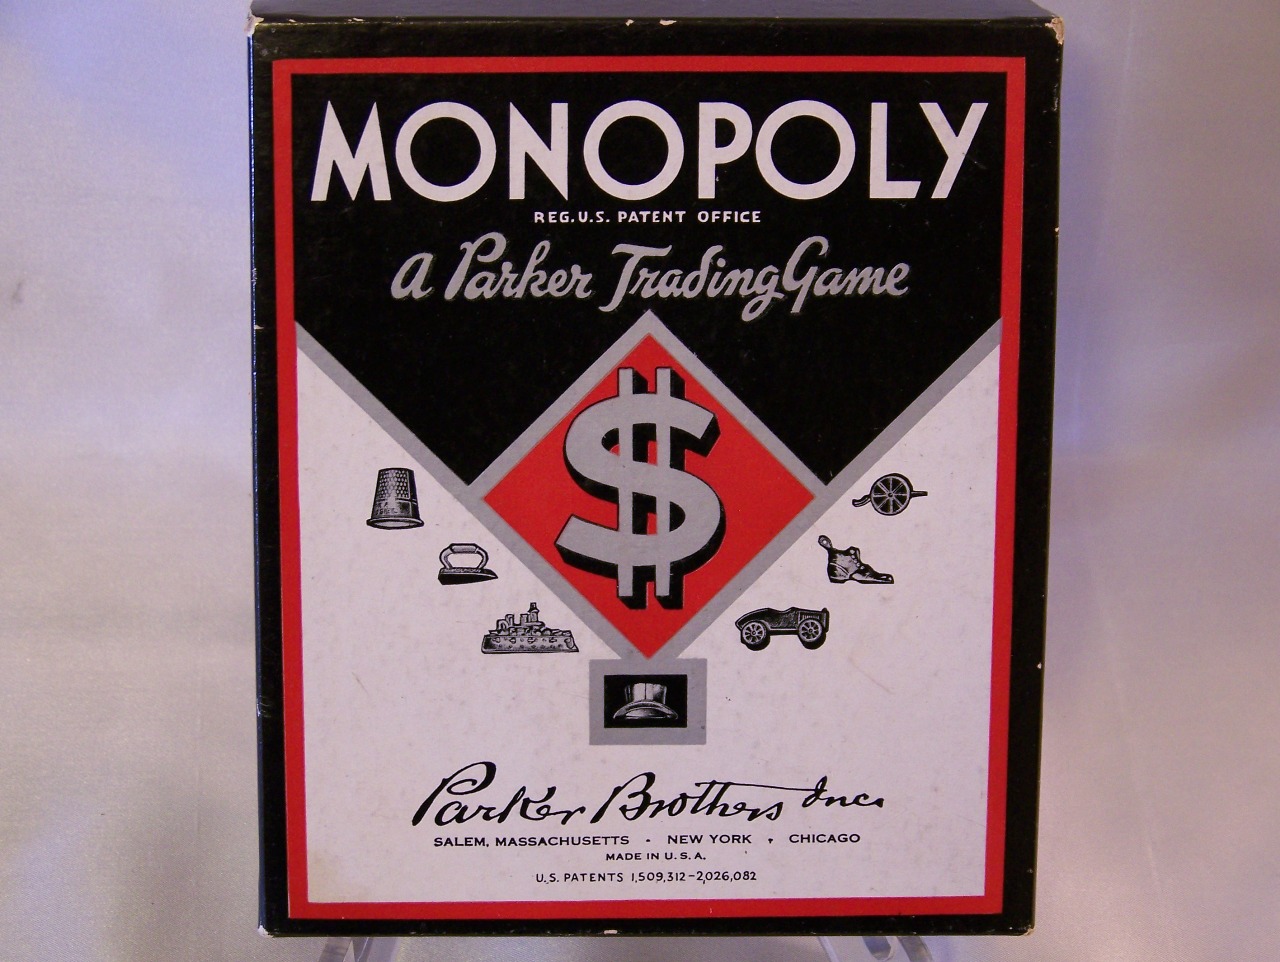 MONOPOLY
REG. U.S. PATENT OFFICE
a Parker Trading Game
$
Parker Brothers Inc.
SALEM, MASSACHUSETTS • NEW YORK • CHICAGO
MADE IN U.S.A.
U.S. PATENTS 1,509,312-2,026,082